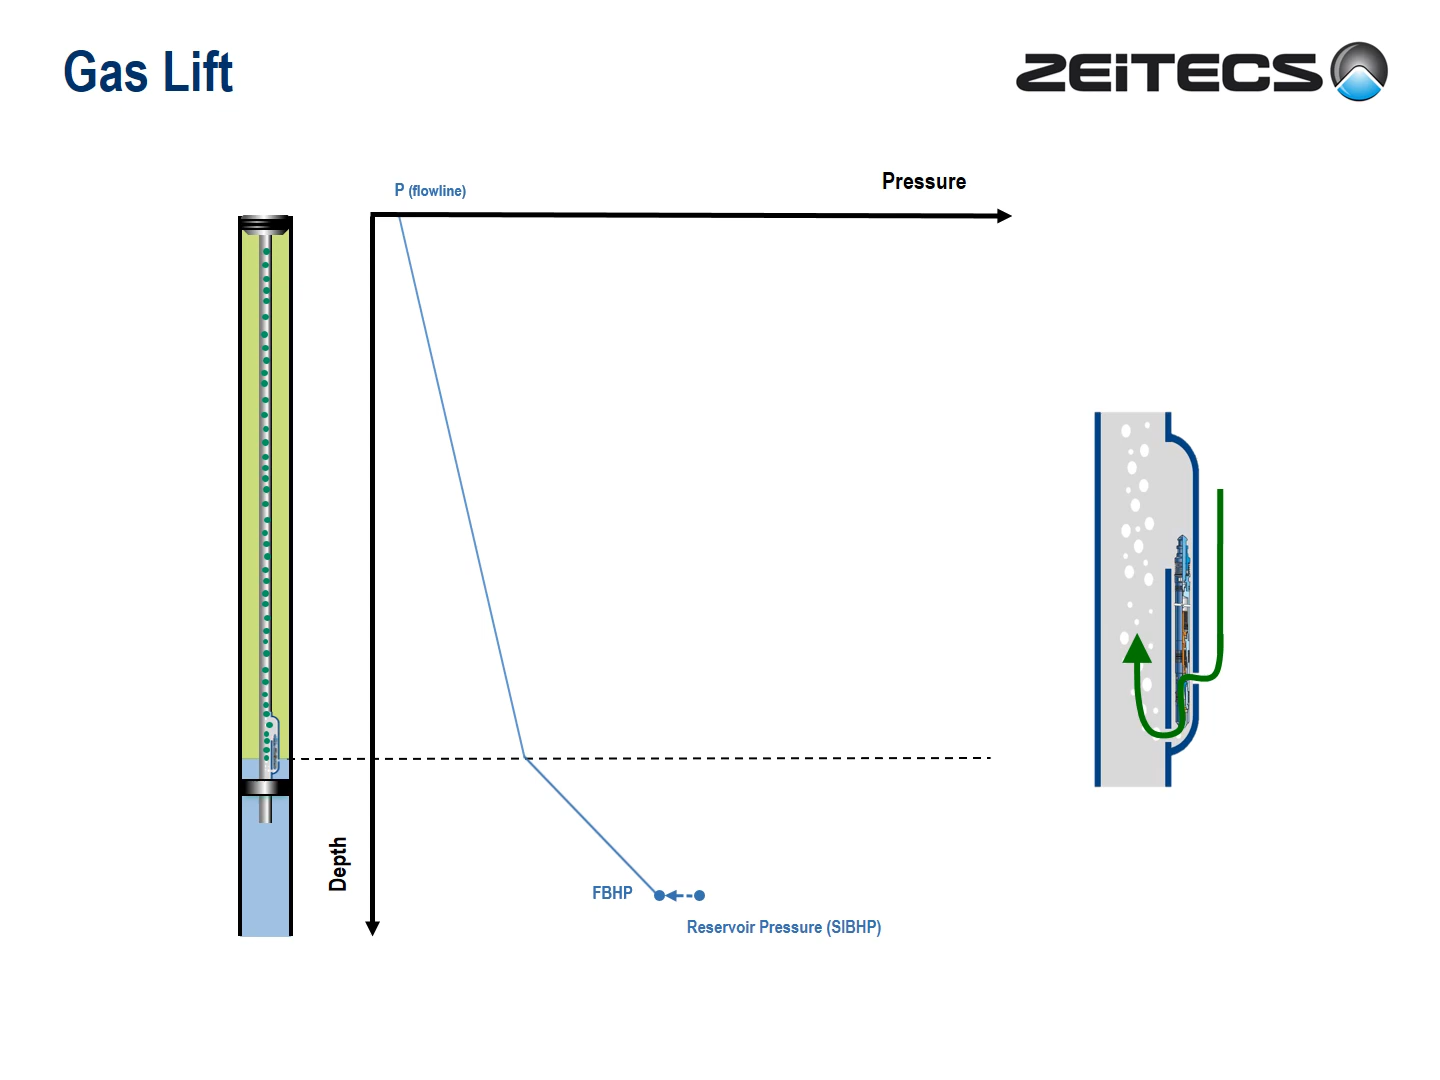 Gas Lift
ZEiTECS
Pressure
P (flowline)
Depth
FBHP
Reservoir Pressure (SIBHP)